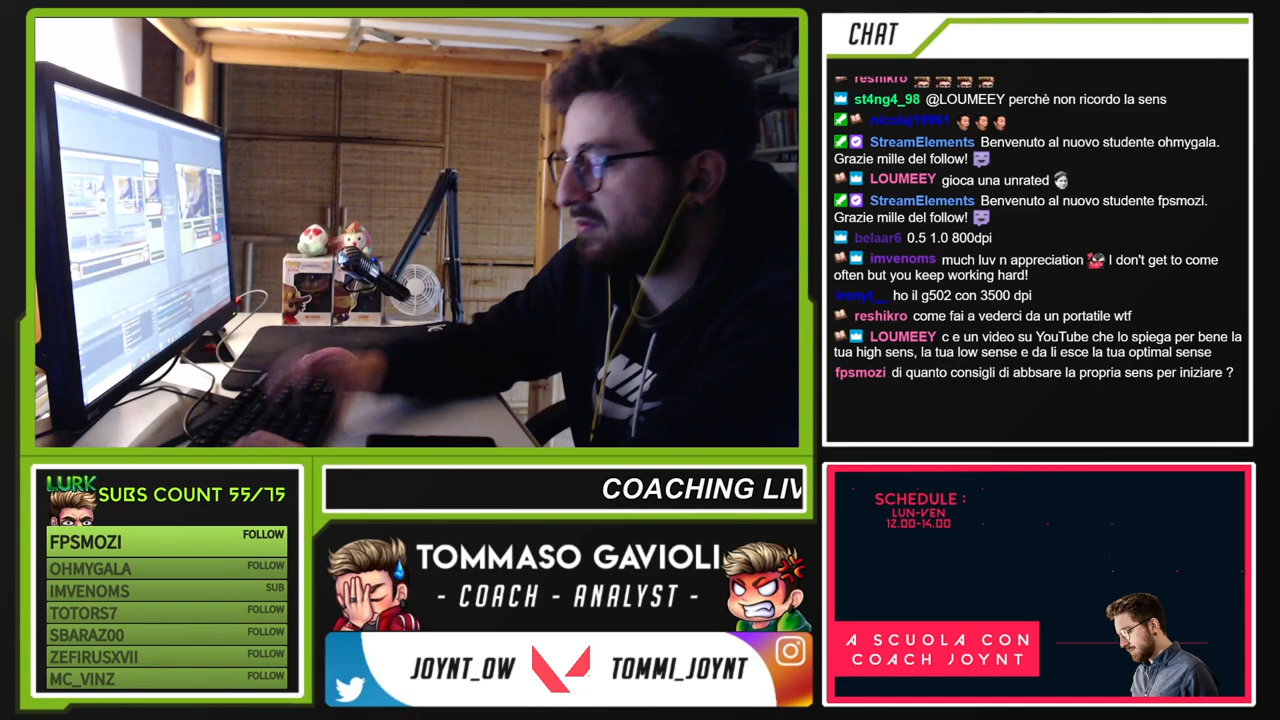 CHAT
reshikro
st4ng4_98 @LOUMEEY perchè non ricordo la sens
nicolaj19961
StreamElements Benvenuto al nuovo studente ohmygala.
Grazie mille del follow!
LOUMEEY gioca una unrated
StreamElements Benvenuto al nuovo studente fpsmozi.
Grazie mille del follow!
belaar6 0.5 1.0 800dpi
imvenoms much luv n appreciation I don't get to come
often but you keep working hard!
ho il g502 con 3500 dpi
reshikro come fai a vederci da un portatile wtf
LOUMEEY c e un video su YouTube che lo spiega per bene la
tua high sens, la tua low sense e da li esce la tua optimal sense
fpsmozi di quanto consigli di abbsare la propria sens per iniziare ?
LURK
SUBS COUNT 55/75
FPSMOZI FOLLOW
OHMYGALA FOLLOW
IMVENOMS SUB
TOTORS7 FOLLOW
SBARAZ00 FOLLOW
ZEFIRUSXVII FOLLOW
MC_VINZ FOLLOW
COACHING LIV
TOMMASO GAVIOLI
- COACH - ANALYST -
JOYNT_OW TOMMI_JOYNT
SCHEDULE :
LUN-VEN
12.00-14.00
A SCUOLA CON
COACH JOYNT